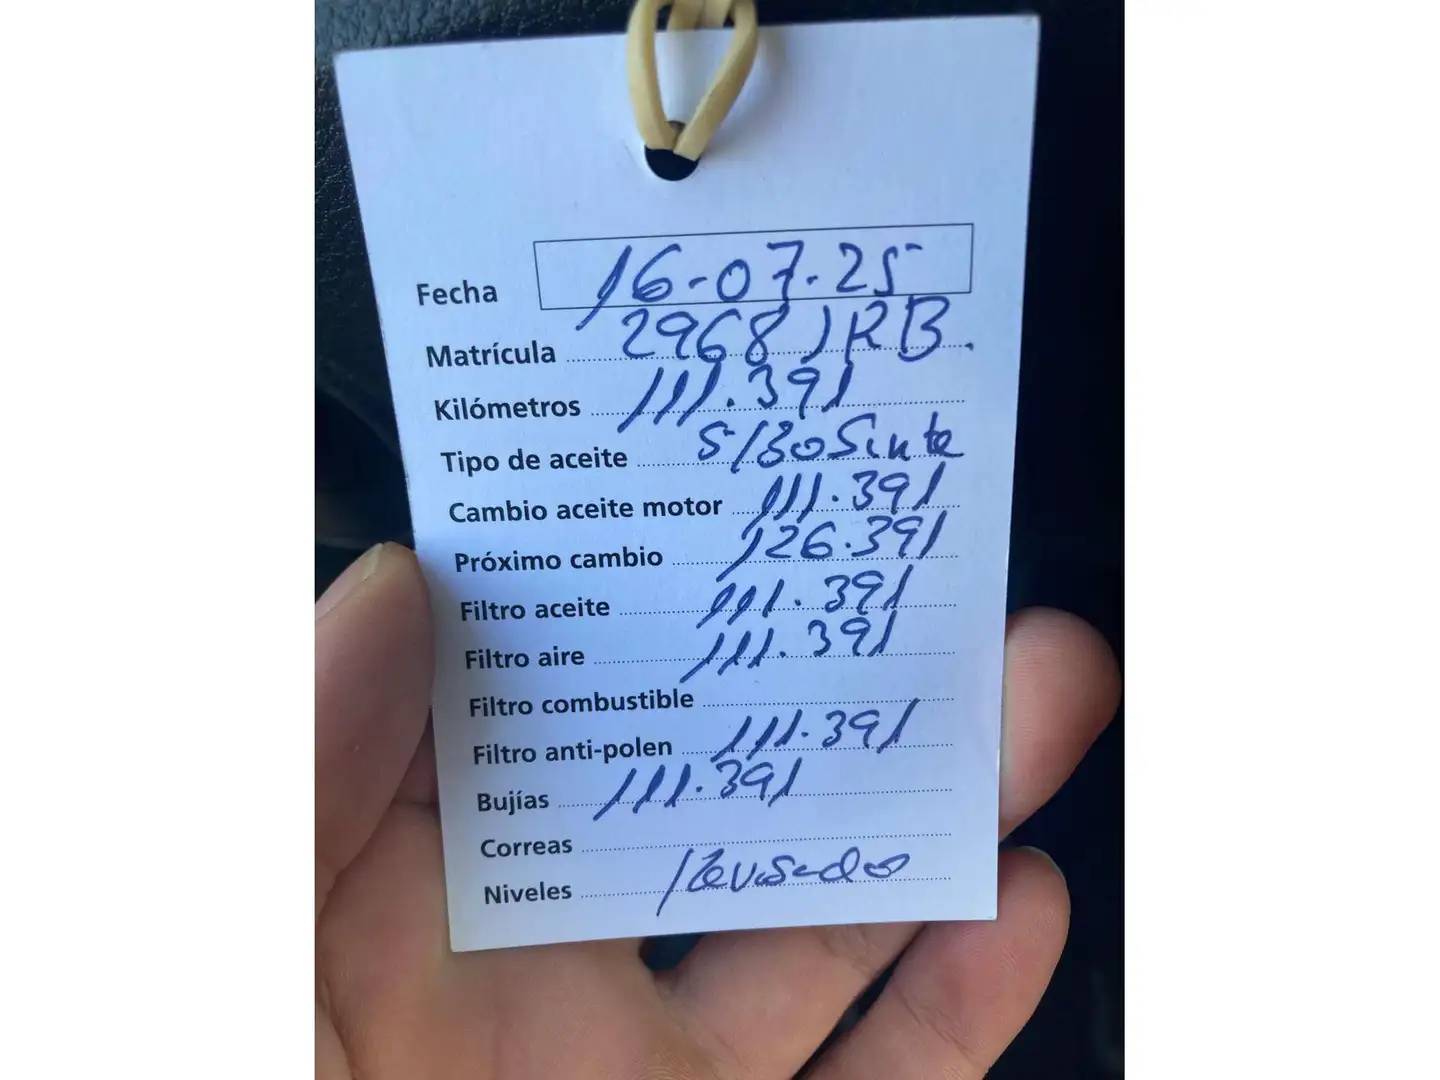 Fecha 16-07-25
Matrícula 2968 JRB.
Kilómetros 111.391
Tipo de aceite 5/30 Sinte
Cambio aceite motor 111.391
Próximo cambio 126.391
Filtro aceite 111.391
Filtro aire 111.391
Filtro combustible
Filtro anti-polen 111.391
Bujías 111.391
Correas
Niveles Revisados